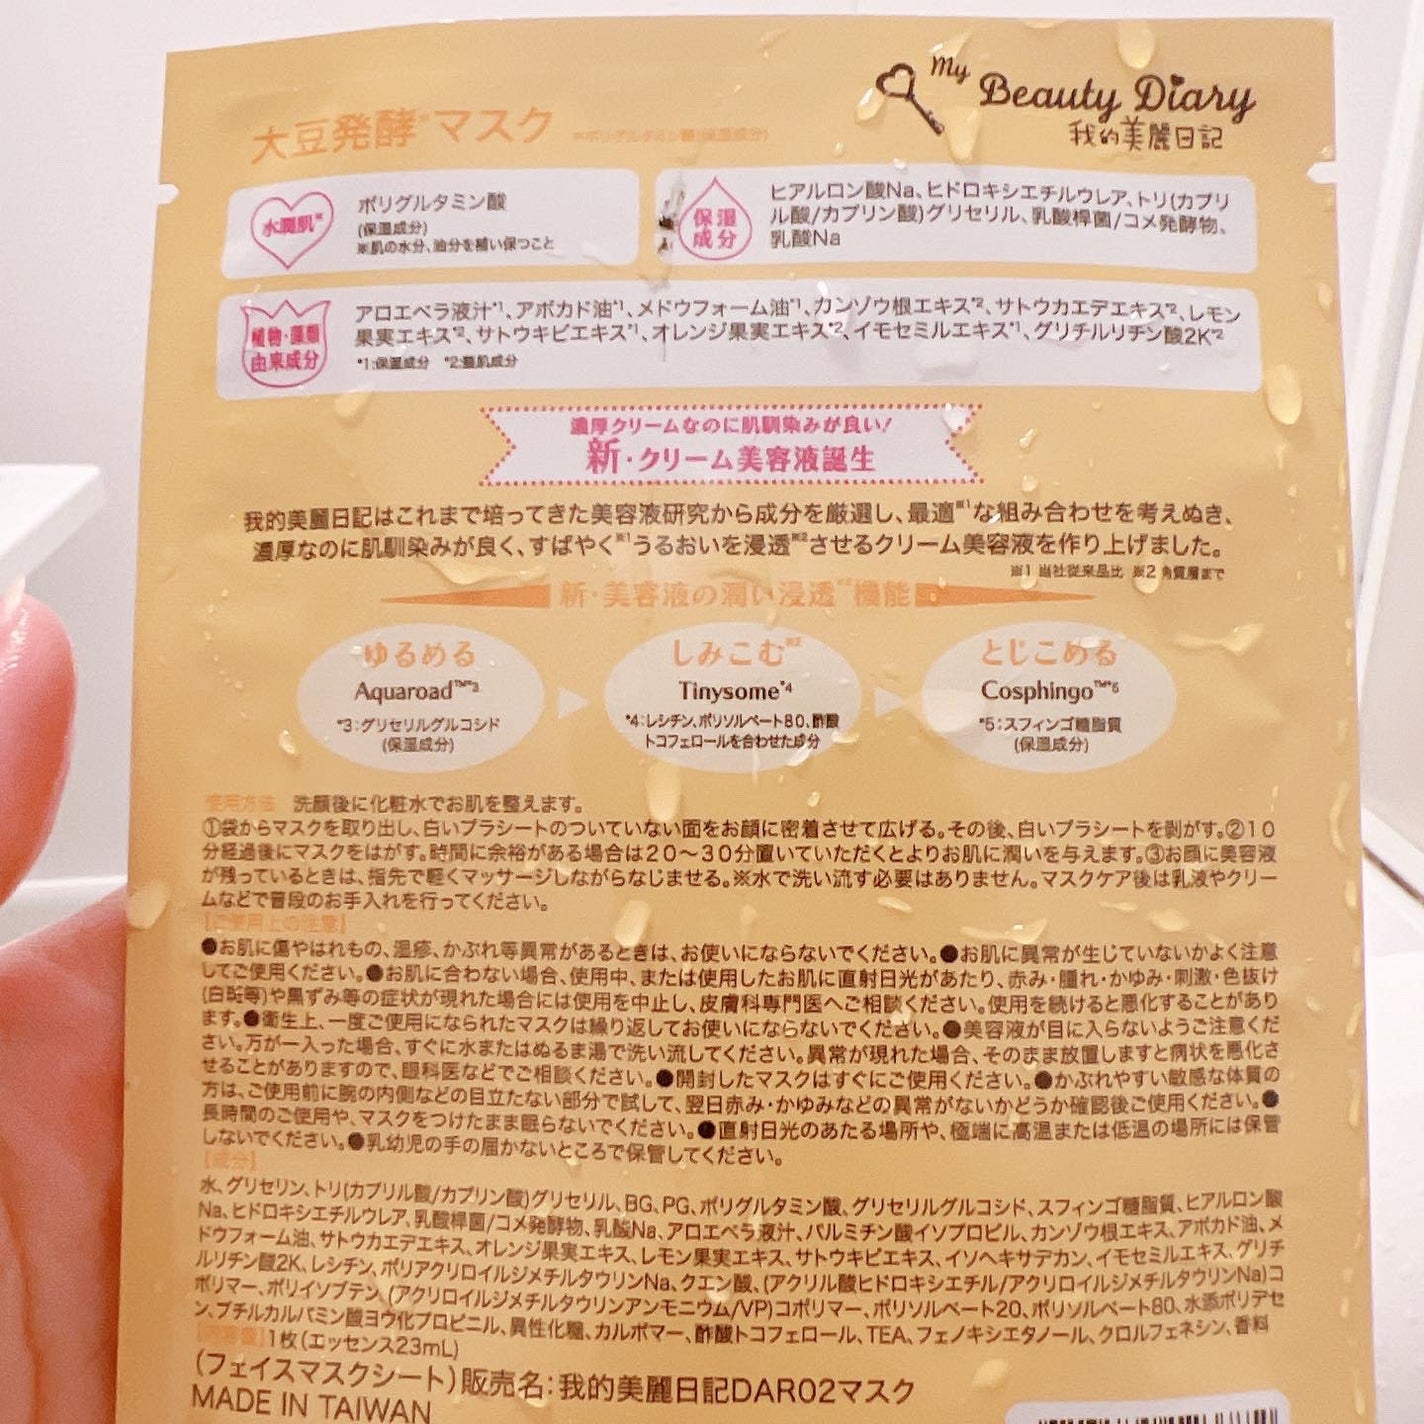 My Beauty Diary
我的美麗日記
大豆発酵*マスク ※ポリグルタミン酸(保湿成分)
水潤肌※
ポリグルタミン酸
(保湿成分)
※肌の水分、油分を補い保つこと
保湿
成分
ヒアルロン酸Na、ヒドロキシエチルウレア、トリ(カプリ
ル酸/カプリン酸)グリセリル、乳酸桿菌/コメ発酵物、
乳酸Na
植物・藻類
由来成分
アロエベラ液汁*1、アボカド油*1、メドウフォーム油*1、カンゾウ根エキス*2、サトウカエデエキス*2、レモン
果実エキス*2、サトウキビエキス*1、オレンジ果実エキス*2、イモセミルエキス*1、グリチルリチン酸2K*2
*1:保湿成分 *2:整肌成分
濃厚クリームなのに肌馴染みが良い!
新・クリーム美容液誕生
我的美麗日記はこれまで培ってきた美容液研究から成分を厳選し、最適※1な組み合わせを考えぬき、
濃厚なのに肌馴染みが良く、すばやく※1うるおいを浸透※2させるクリーム美容液を作り上げました。
※1 当社従来品比 ※2 角質層まで
新・美容液の潤い浸透※2機能
ゆるめる
Aquaroad™*3
*3:グリセリルグルコシド
(保湿成分)
しみこむ※2
Tinysome*4
*4:レシチン、ポリソルベート80、酢酸
トコフェロールを合わせた成分
とじこめる
Cosphingo™*5
*5:スフィンゴ糖脂質
(保湿成分)
使用方法 洗顔後に化粧水でお肌を整えます。
①袋からマスクを取り出し、白いプラシートのついていない面をお顔に密着させて広げる。その後、白いプラシートを剥がす。②10
分経過後にマスクをはがす。時間に余裕がある場合は20〜30分置いていただくとよりお肌に潤いを与えます。③お顔に美容液
が残っているときは、指先で軽くマッサージしながらなじませる。※水で洗い流す必要はありません。マスクケア後は乳液やクリー
ムなどで普段のお手入れを行ってください。
【ご使用上の注意】
●お肌に傷やはれもの、湿疹、かぶれ等異常があるときは、お使いにならないでください。●お肌に異常が生じていないかよく注意
してご使用ください。●お肌に合わない場合、使用中、または使用したお肌に直射日光があたり、赤み・腫れ・かゆみ・刺激・色抜け
(白斑等)や黒ずみ等の症状が現れた場合には使用を中止し、皮膚科専門医へご相談ください。使用を続けると悪化することがあり
ます。●衛生上、一度ご使用になられたマスクは繰り返してお使いにならないでください。●美容液が目に入らないようご注意くだ
さい。万が一入った場合、すぐに水またはぬるま湯で洗い流してください。異常が現れた場合、そのまま放置しますと病状を悪化さ
せることがありますので、眼科医などでご相談ください。●開封したマスクはすぐにご使用ください。●かぶれやすい敏感な体質の
方は、ご使用前に腕の内側などの目立たない部分で試して、翌日赤み・かゆみなどの異常がないかどうか確認後ご使用ください。●
長時間のご使用や、マスクをつけたまま眠らないでください。●直射日光のあたる場所や、極端に高温または低温の場所には保管
しないでください。●乳幼児の手の届かないところで保管してください。
【成分】
水、グリセリン、トリ(カプリル酸/カプリン酸)グリセリル、BG、PG、ポリグルタミン酸、グリセリルグルコシド、スフィンゴ糖脂質、ヒアルロン酸
Na、ヒドロキシエチルウレア、乳酸桿菌/コメ発酵物、乳酸Na、アロエベラ液汁、パルミチン酸イソプロピル、カンゾウ根エキス、アボカド油、メ
ドウフォーム油、サトウカエデエキス、オレンジ果実エキス、レモン果実エキス、サトウキビエキス、イソヘキサデカン、イモセミルエキス、グリチ
ルリチン酸2K、レシチン、ポリアクリロイルジメチルタウリンNa、クエン酸、(アクリル酸ヒドロキシエチル/アクリロイルジメチルタウリンNa)コ
ポリマー、ポリイソブテン、(アクリロイルジメチルタウリンアンモニウム/VP)コポリマー、ポリソルベート20、ポリソルベート80、水添ポリデセ
ン、ブチルカルバミン酸ヨウ化プロピニル、異性化糖、カルボマー、酢酸トコフェロール、TEA、フェノキシエタノール、クロルフェネシン、香料
【内容量】1枚(エッセンス23mL)
(フェイスマスクシート)販売名:我的美麗日記DAR02マスク
MADE IN TAIWAN